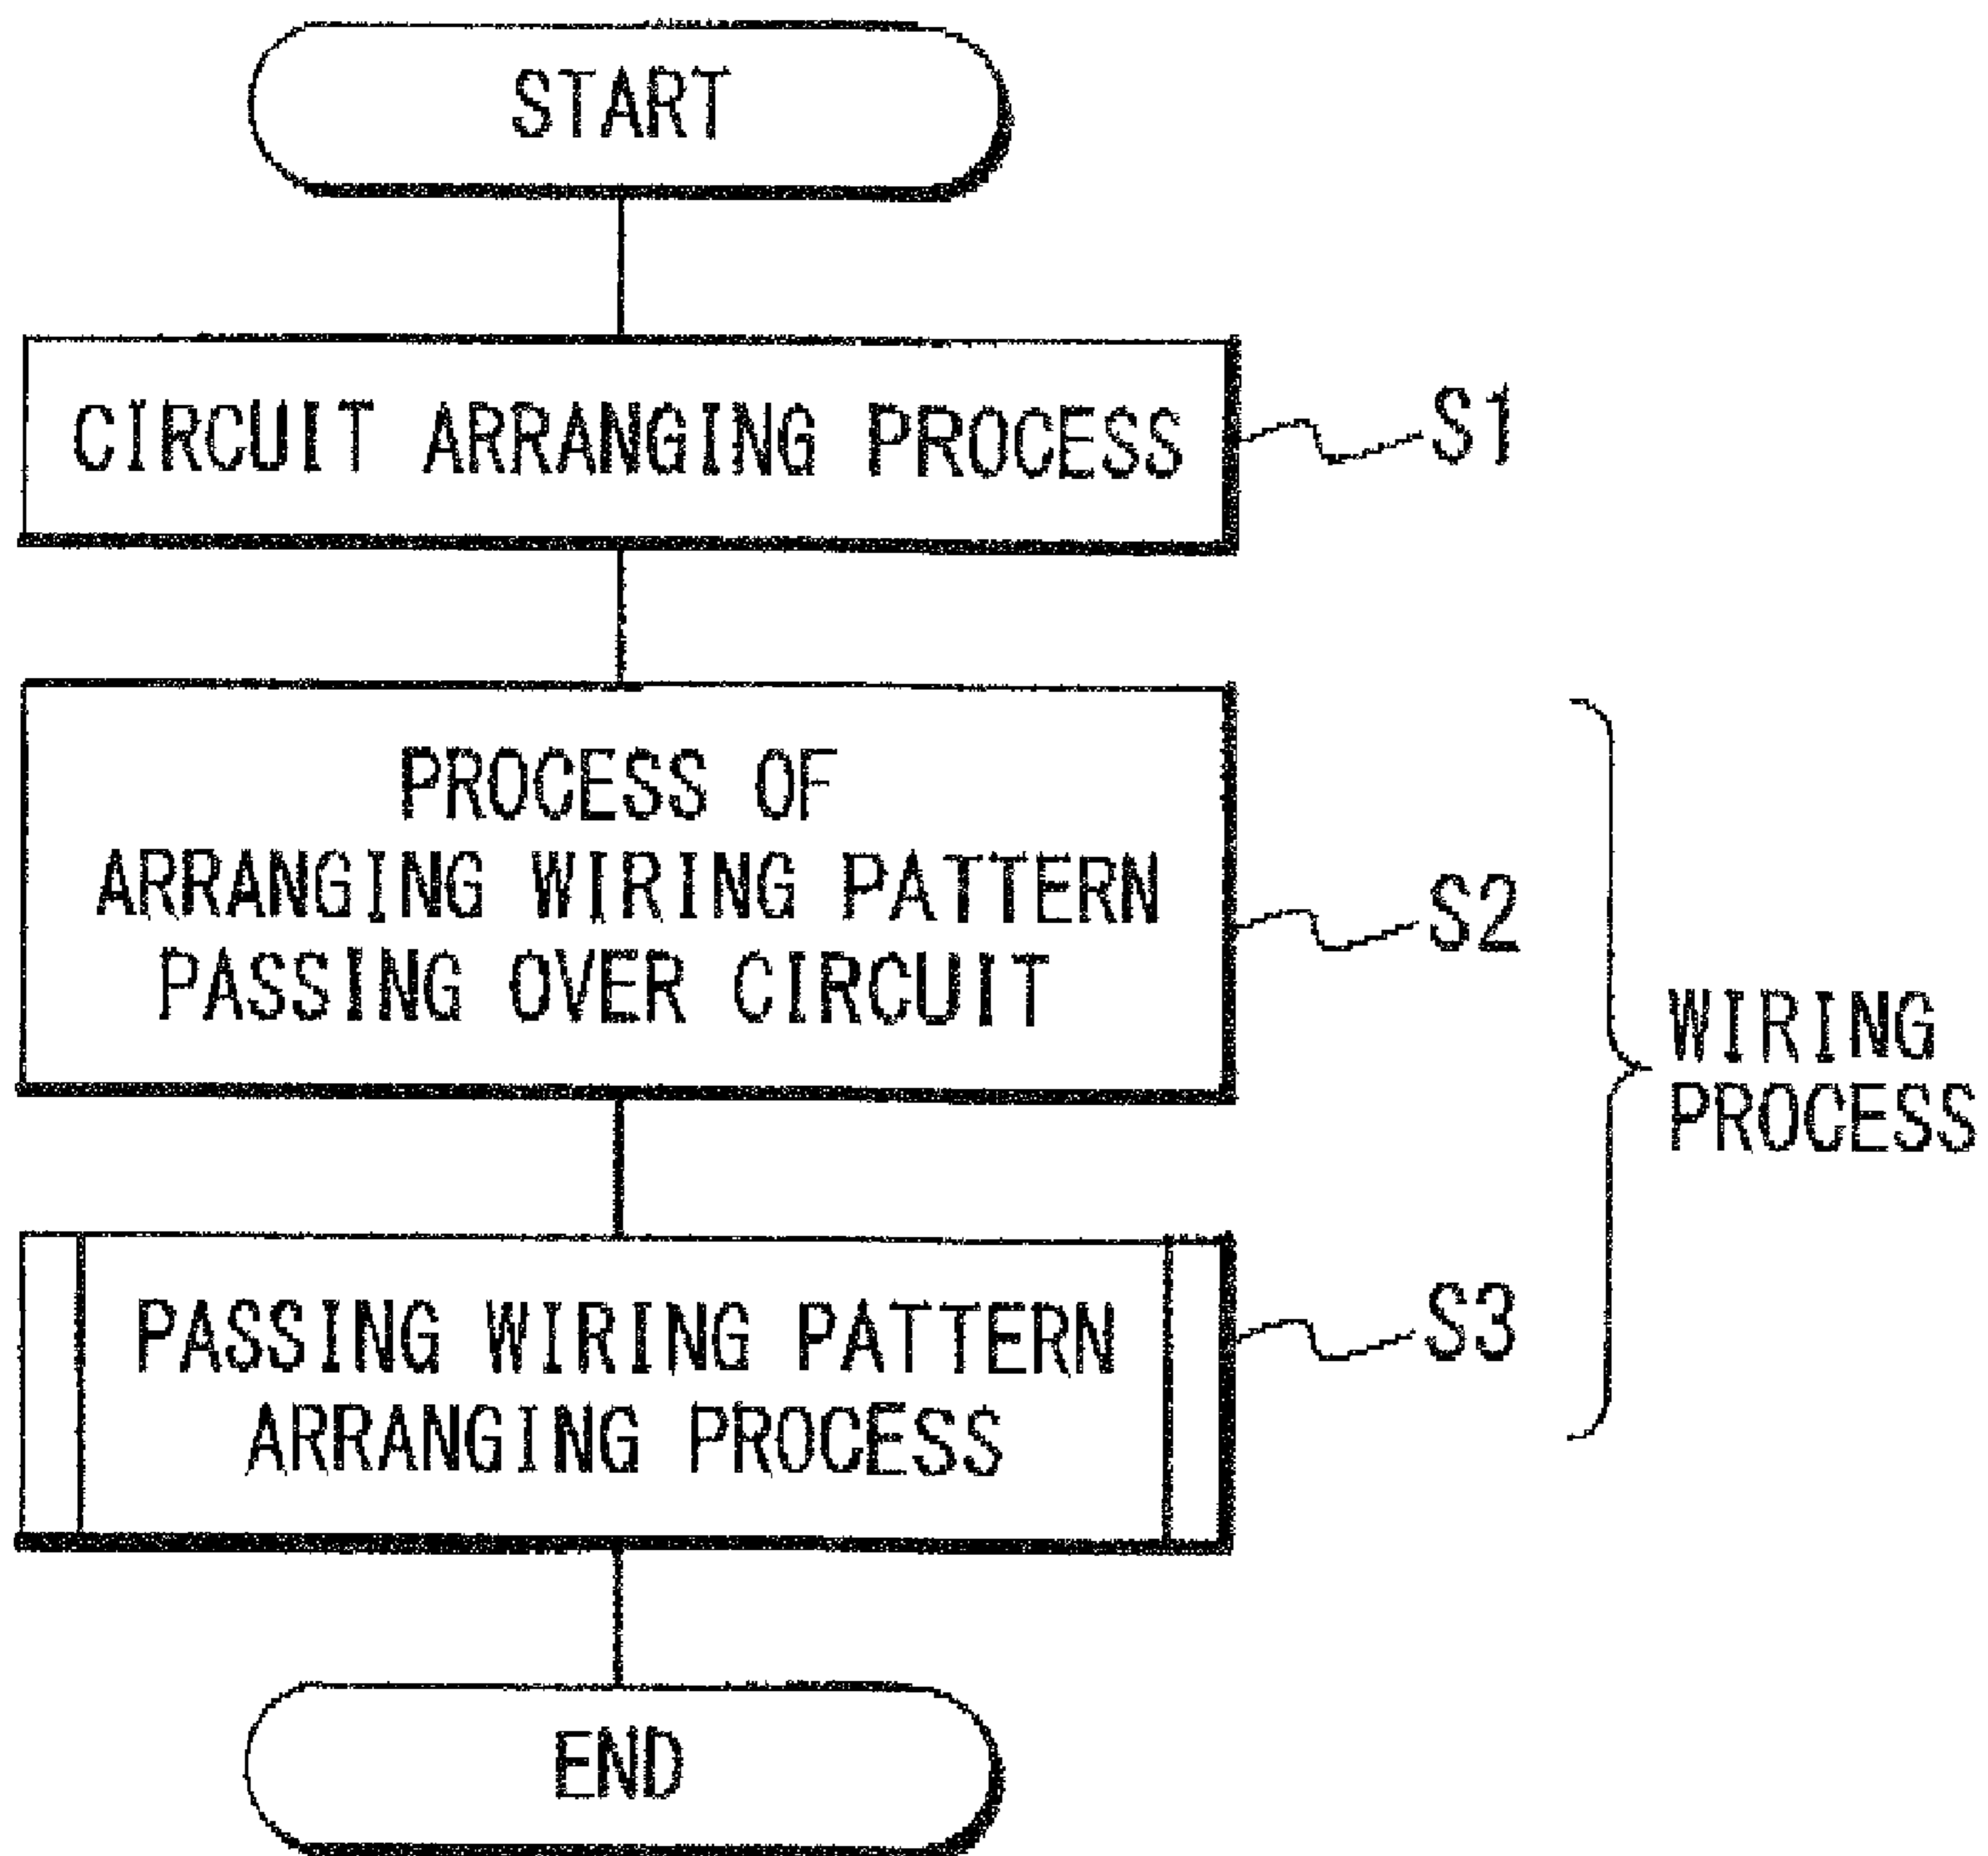 START
CIRCUIT ARRANGING PROCESS
S1
PROCESS OF
ARRANGING WIRING PATTERN
PASSING OVER CIRCUIT
S2
WIRING
PROCESS
PASSING WIRING PATTERN
ARRANGING PROCESS
S3
END